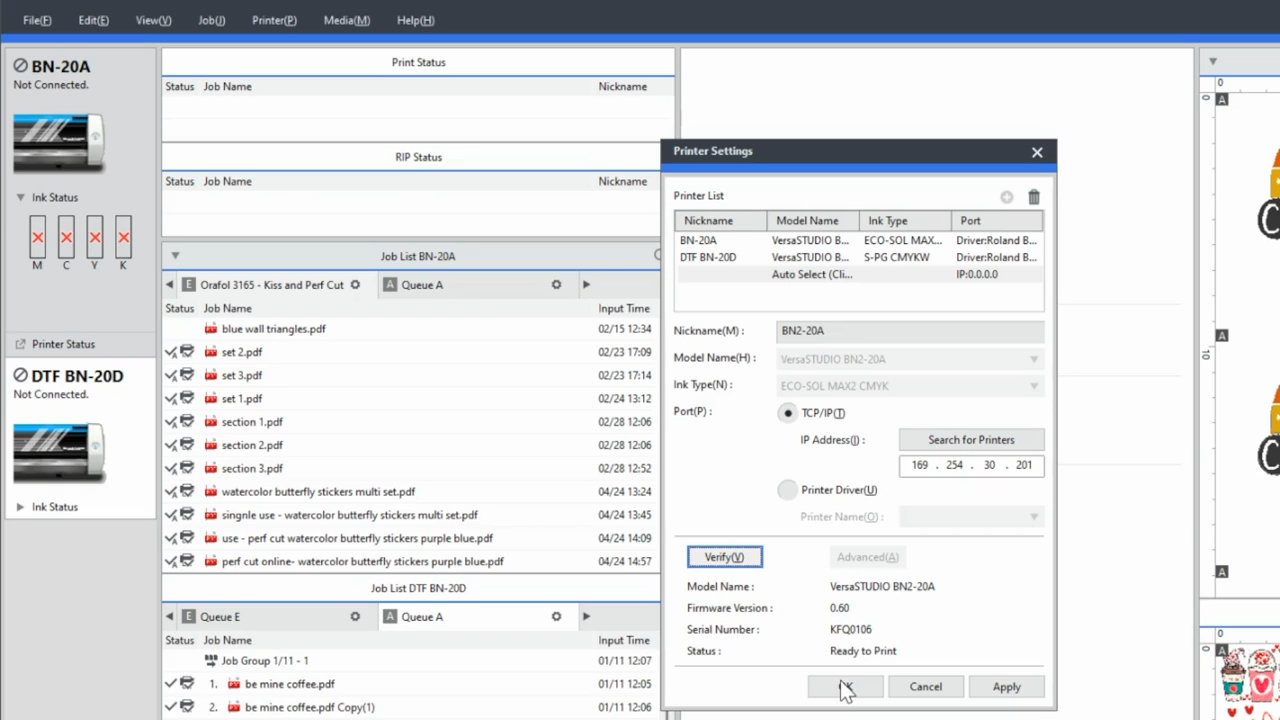 File(F) Edit(E) View(V) Job(J) Printer(P) Media(M) Help(H)
BN-20A
Not Connected.
Ink Status
M C Y K
Printer Status
DTF BN-20D
Not Connected.
Ink Status
Print Status
Status Job Name Nickname
RIP Status
Status Job Name Nickname
Job List BN-20A
E Orafol 3165 - Kiss and Perf Cut A Queue A
Status Job Name Input Time
blue wall triangles.pdf 02/15 12:34
set 2.pdf 02/23 17:09
set 3.pdf 02/23 17:14
set 1.pdf 02/24 13:12
section 1.pdf 02/28 12:06
section 2.pdf 02/28 12:06
section 3.pdf 02/28 12:52
watercolor butterfly stickers multi set.pdf 04/24 13:24
singnle use - watercolor butterfly stickers multi set.pdf 04/24 13:45
use - perf cut watercolor butterfly stickers purple blue.pdf 04/24 14:09
perf cut online- watercolor butterfly stickers purple blue.pdf 04/24 14:57
Job List DTF BN-20D
E Queue E A Queue A
Status Job Name Input Time
Job Group 1/11 - 1 01/11 12:07
1. be mine coffee.pdf 01/11 12:05
2. be mine coffee.pdf Copy(1) 01/11 12:06
Printer Settings
Printer List
Nickname Model Name Ink Type Port
BN-20A VersaSTUDIO B... ECO-SOL MAX... Driver:Roland B...
DTF BN-20D VersaSTUDIO B... S-PG CMYKW Driver:Roland B...
Auto Select (Cli... IP:0.0.0.0
Nickname(M) : BN2-20A
Model Name(H) : VersaSTUDIO BN2-20A
Ink Type(N) : ECO-SOL MAX2 CMYK
Port(P) : TCP/IP(T)
IP Address(J) : Search for Printers
169 . 254 . 30 . 201
Printer Driver(U)
Printer Name(O) :
Verify(V) Advanced(A)
Model Name : VersaSTUDIO BN2-20A
Firmware Version : 0.60
Serial Number : KFQ0106
Status : Ready to Print
Cancel Apply
0
0 A
A
10
A
0
0 A